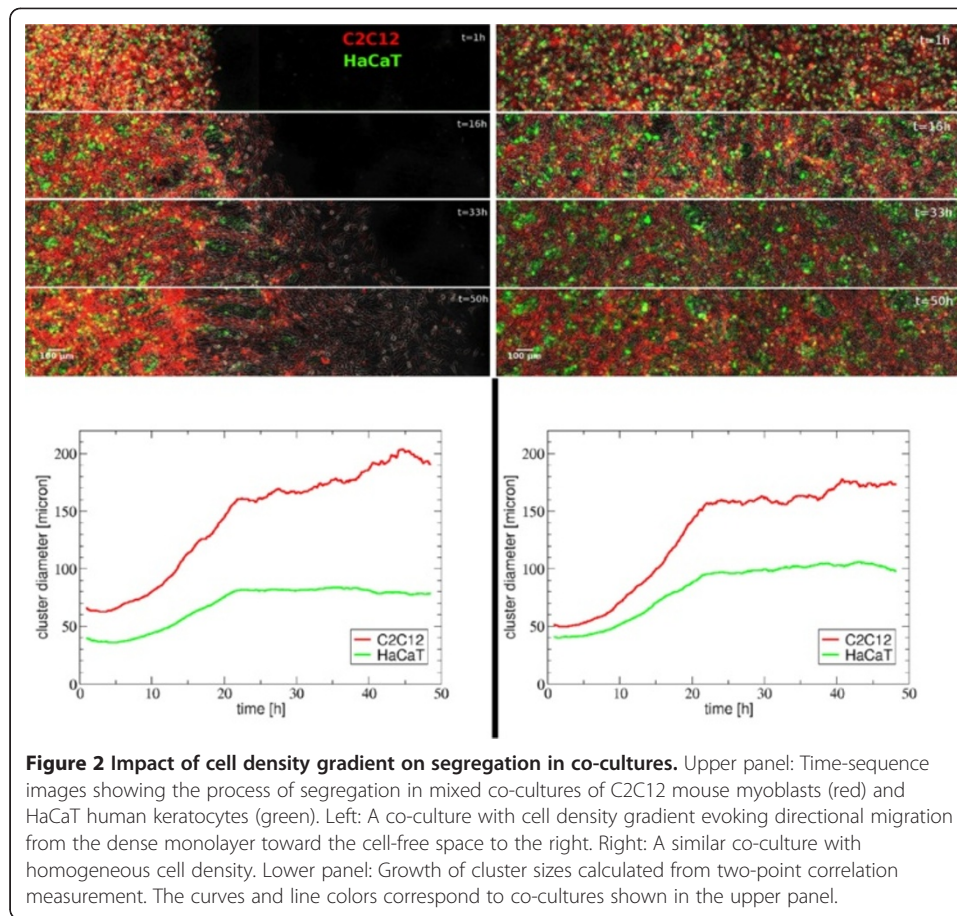 C2C12
HaCaT
t=1h
t=1h
t=16h
t=16h
t=33h
t=33h
t=50h
t=50h
100 μm
100 μm
200
150
100
50
0
cluster diameter [micron]
C2C12
HaCaT
0 10 20 30 40 50
time [h]
200
150
100
50
0
cluster diameter [micron]
C2C12
HaCaT
0 10 20 30 40 50
time [h]
Figure 2 Impact of cell density gradient on segregation in co-cultures. Upper panel: Time-sequence
images showing the process of segregation in mixed co-cultures of C2C12 mouse myoblasts (red) and
HaCaT human keratocytes (green). Left: A co-culture with cell density gradient evoking directional migration
from the dense monolayer toward the cell-free space to the right. Right: A similar co-culture with
homogeneous cell density. Lower panel: Growth of cluster sizes calculated from two-point correlation
measurement. The curves and line colors correspond to co-cultures shown in the upper panel.